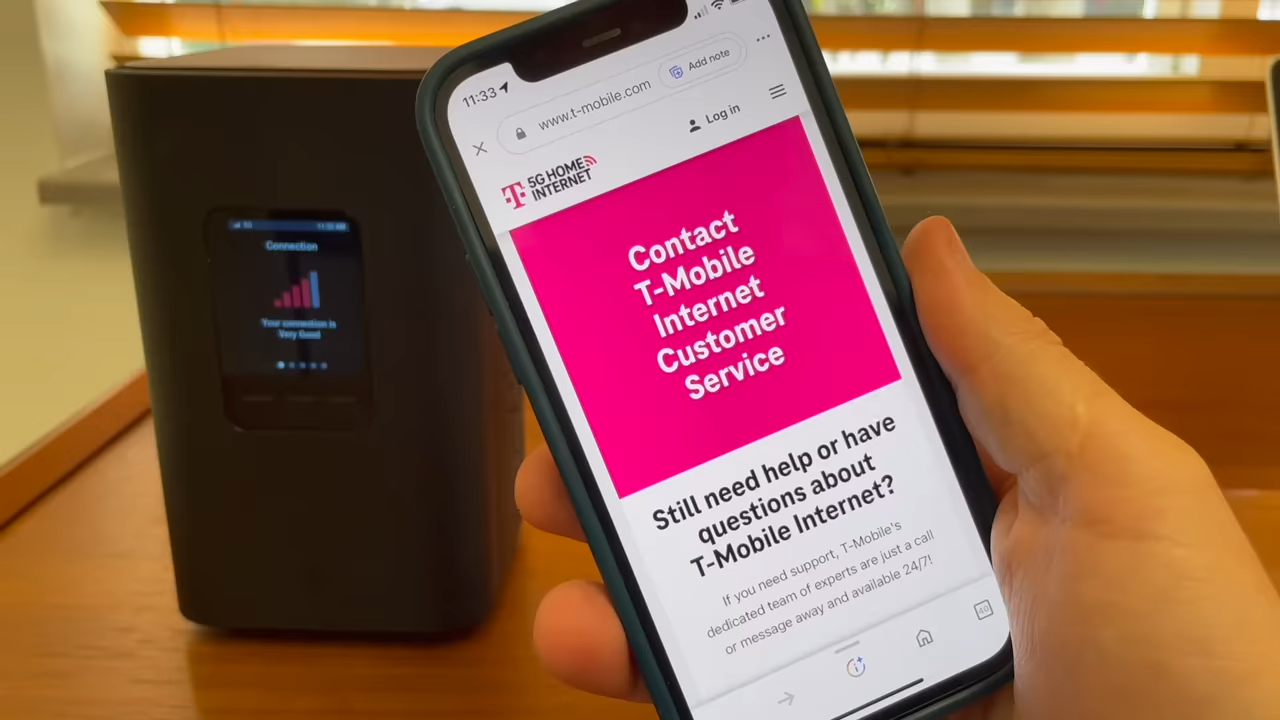 Connection
Your connection is
Very Good
11:33
www.t-mobile.com
Add note
Log in
T 5G HOME
INTERNET
Contact
T-Mobile
Internet
Customer
Service
Still need help or have
questions about
T-Mobile Internet?
If you need support, T-Mobile's
dedicated team of experts are just a call
or message away and available 24/7!